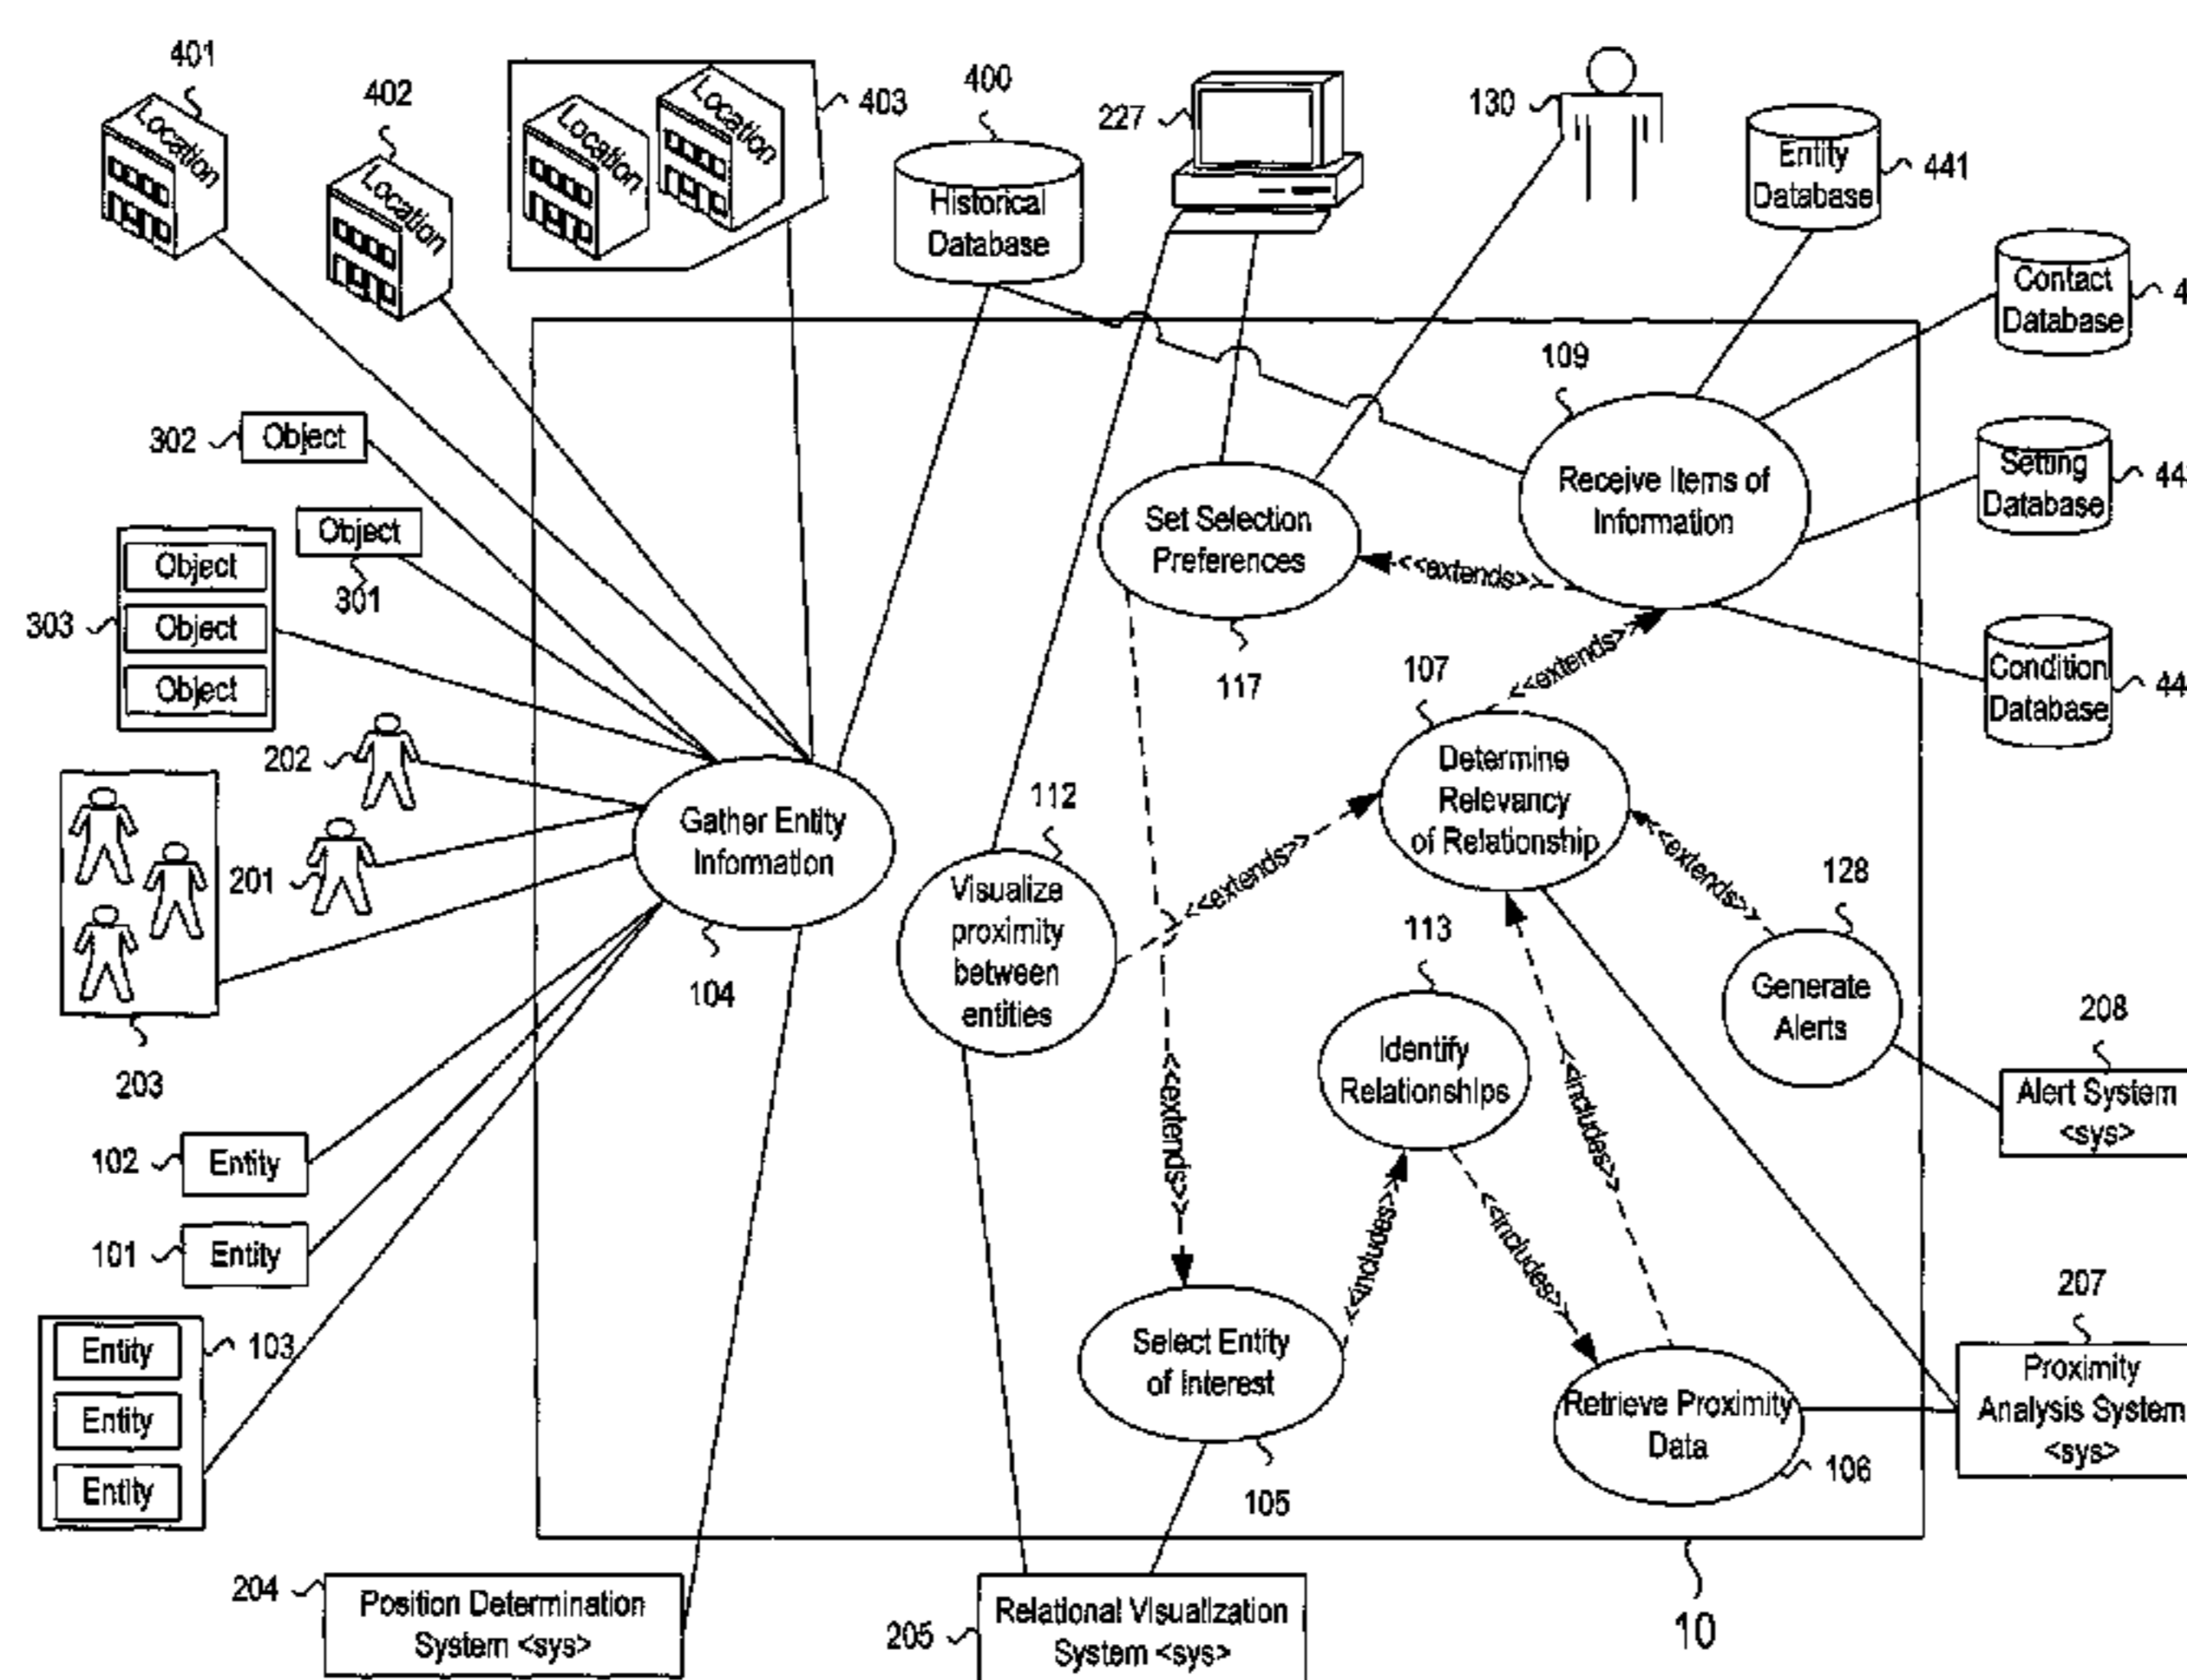 401
Location
402
Location
Location
Location
403
400
Historical
Database
227
130
Entity
Database
441
Contact
Database
Setting
Database
Condition
Database
109
Receive Items of
Information
Set Selection
Preferences
117
<<extends>>
<<extends>>
302
Object
Object
301
303
Object
Object
Object
202
201
203
Gather Entity
Information
104
112
Visualize
proximity
between
entities
<<extends>>
107
Determine
Relevancy
of Relationship
<<extends>>
128
Generate
Alerts
208
Alert System
<sys>
113
Identify
Relationships
<<includes>>
<<extends>>
<<includes>>
<<includes>>
102
Entity
101
Entity
103
Entity
Entity
Entity
Select Entity
of Interest
105
Retrieve Proximity
Data
106
207
Proximity
Analysis System
<sys>
204
Position Determination
System <sys>
205
Relational Visualization
System <sys>
10